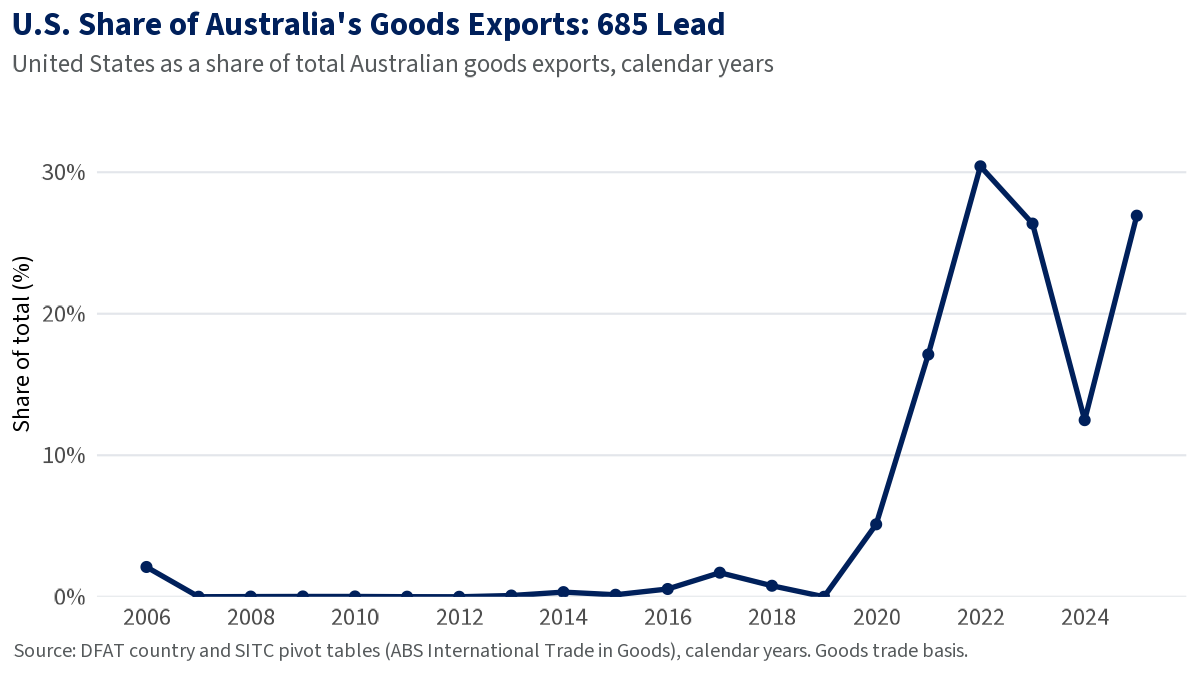 U.S. Share of Australia's Goods Exports: 685 Lead
United States as a share of total Australian goods exports, calendar years
Share of total (%)
30%
20%
10%
0%
2006 2008 2010 2012 2014 2016 2018 2020 2022 2024
Source: DFAT country and SITC pivot tables (ABS International Trade in Goods), calendar years. Goods trade basis.